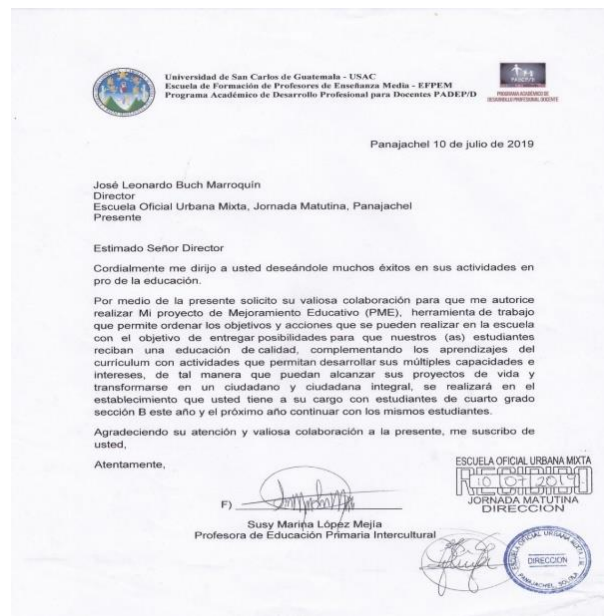 Universidad de San Carlos de Guatemala - USAC
Escuela de Formación de Profesores de Enseñanza Media - EFPEM
Programa Académico de Desarrollo Profesional para Docentes PADEP/D
PADEP/D
PROGRAMA ACADÉMICO DE
DESARROLLO PROFESIONAL DOCENTE
Panajachel 10 de julio de 2019
José Leonardo Buch Marroquín
Director
Escuela Oficial Urbana Mixta, Jornada Matutina, Panajachel
Presente
Estimado Señor Director
Cordialmente me dirijo a usted deseándole muchos éxitos en sus actividades en
pro de la educación.
Por medio de la presente solicito su valiosa colaboración para que me autorice
realizar Mi proyecto de Mejoramiento Educativo (PME), herramienta de trabajo
que permite ordenar los objetivos y acciones que se pueden realizar en la escuela
con el objetivo de entregar posibilidades para que nuestros (as) estudiantes
reciban una educación de calidad, complementando los aprendizajes del
currículum con actividades que permitan desarrollar sus múltiples capacidades e
intereses, de tal manera que puedan alcanzar sus proyectos de vida y
transformarse en un ciudadano y ciudadana integral, se realizará en el
establecimiento que usted tiene a su cargo con estudiantes de cuarto grado
sección B este año y el próximo año continuar con los mismos estudiantes.
Agradeciendo su atención y valiosa colaboración a la presente, me suscribo de
usted,
Atentamente,
ESCUELA OFICIAL URBANA MIXTA
RECIBIDO
10 07 2019
JORNADA MATUTINA
DIRECCION
F)
Susy Marina López Mejía
Profesora de Educación Primaria Intercultural
ESCUELA OFICIAL URBANA MIXTA J.M.
DIRECCION
PANAJACHEL, SOLOLA